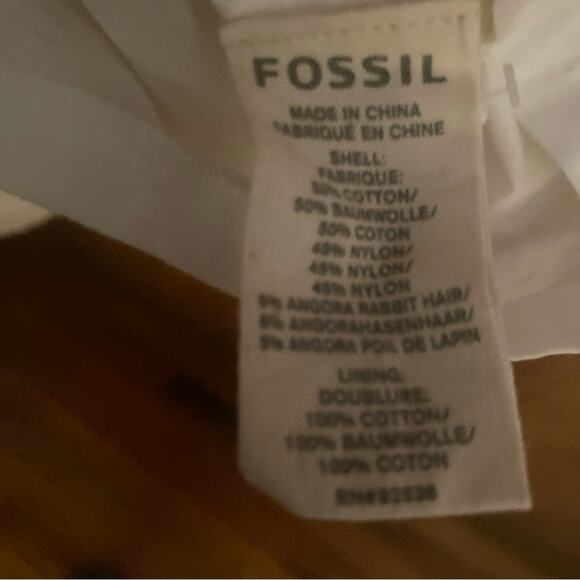 FOSSIL
MADE IN CHINA
FABRIQUÉ EN CHINE
SHELL:
FABRIQUE:
50% COTTON/
50% BAUMWOLLE/
50% COTON
45% NYLON/
45% NYLON/
45% NYLON
5% ANGORA RABBIT HAIR/
5% ANGORAHASENHAAR/
5% ANGORA POIL DE LAPIN
LINING:
DOUBLURE:
100% COTTON/
100% BAUMWOLLE/
100% COTON